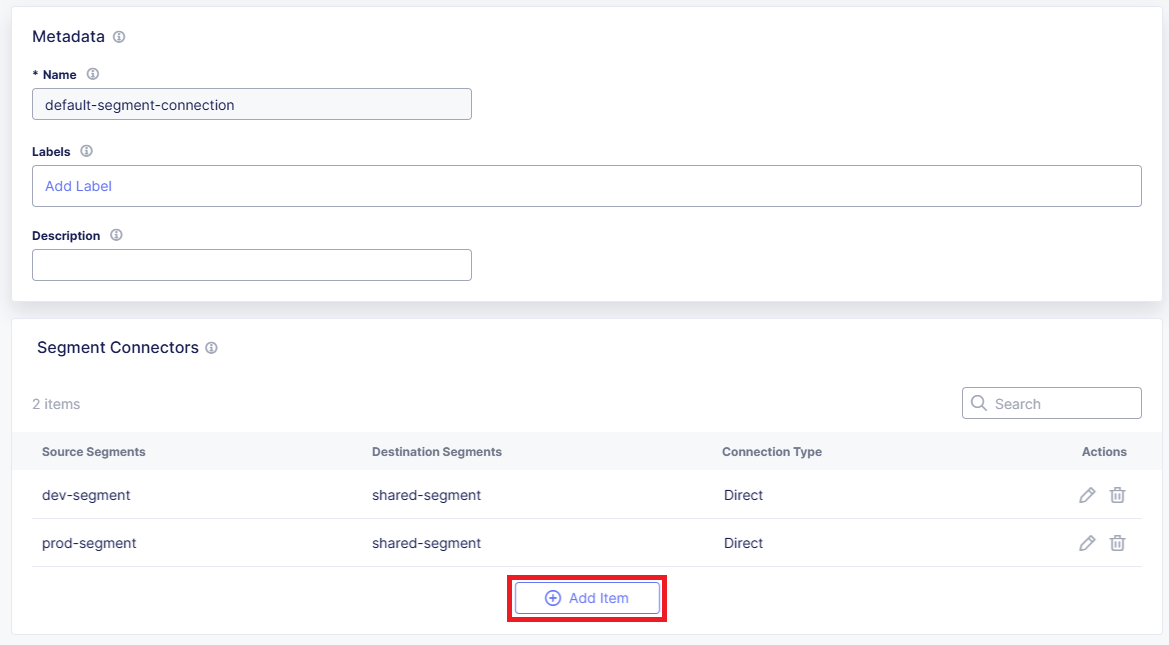 Metadata
* Name
default-segment-connection
Labels
Add Label
Description
Segment Connectors
2 items
Search
Source Segments Destination Segments Connection Type Actions
dev-segment shared-segment Direct
prod-segment shared-segment Direct
Add Item